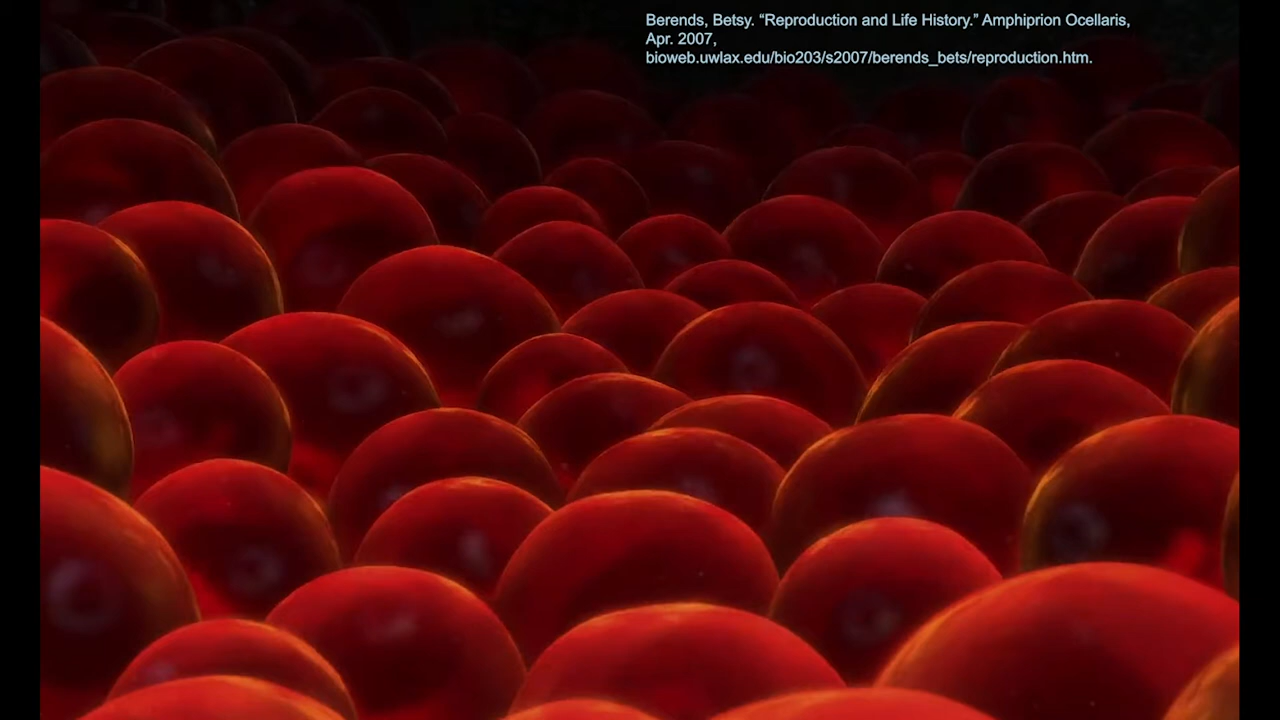 Berends, Betsy. “Reproduction and Life History.” Amphiprion Ocellaris,
Apr. 2007,
bioweb.uwlax.edu/bio203/s2007/berends_bets/reproduction.htm.